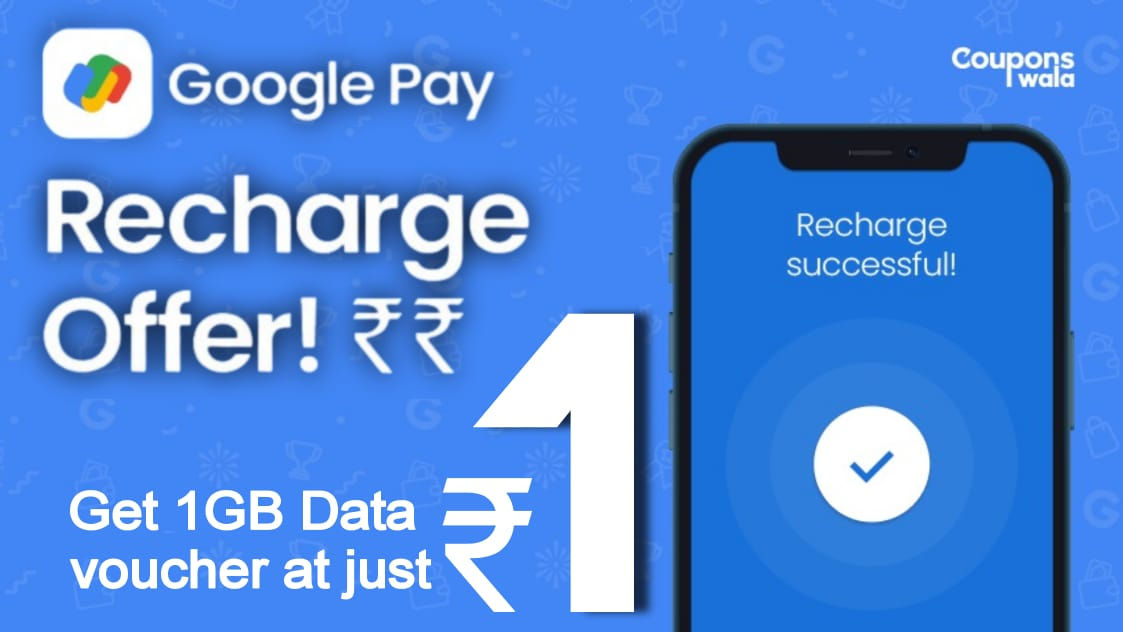 Google Pay
Coupons
wala
Recharge
Offer! ₹₹
Get 1GB Data
voucher at just
₹1
Recharge
successful!